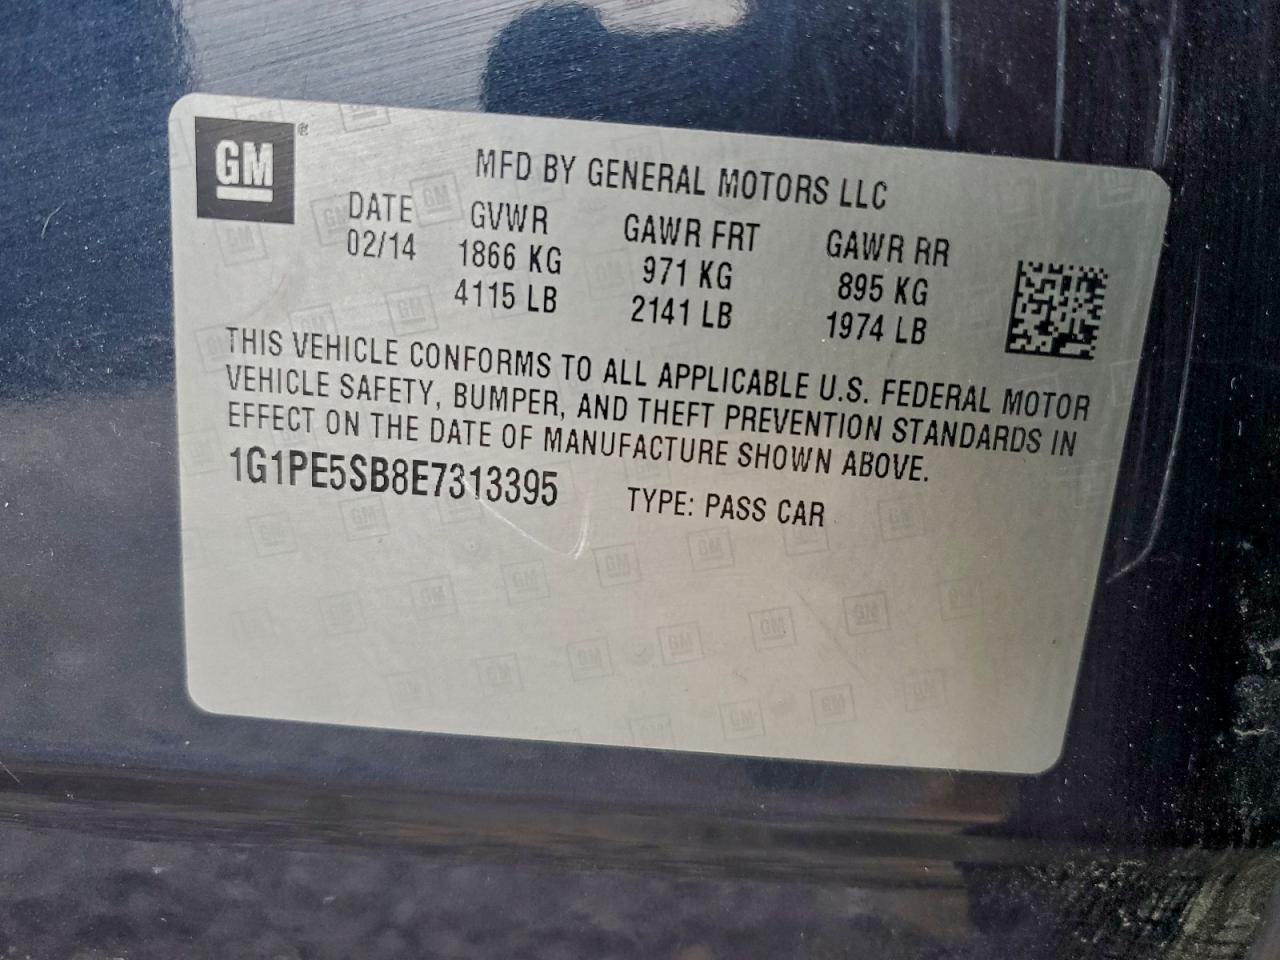 GM
MFD BY GENERAL MOTORS LLC
DATE GVWR GAWR FRT GAWR RR
02/14 1866 KG 971 KG 895 KG
4115 LB 2141 LB 1974 LB
THIS VEHICLE CONFORMS TO ALL APPLICABLE U.S. FEDERAL MOTOR
VEHICLE SAFETY, BUMPER, AND THEFT PREVENTION STANDARDS IN
EFFECT ON THE DATE OF MANUFACTURE SHOWN ABOVE.
1G1PE5SB8E7313395 TYPE: PASS CAR